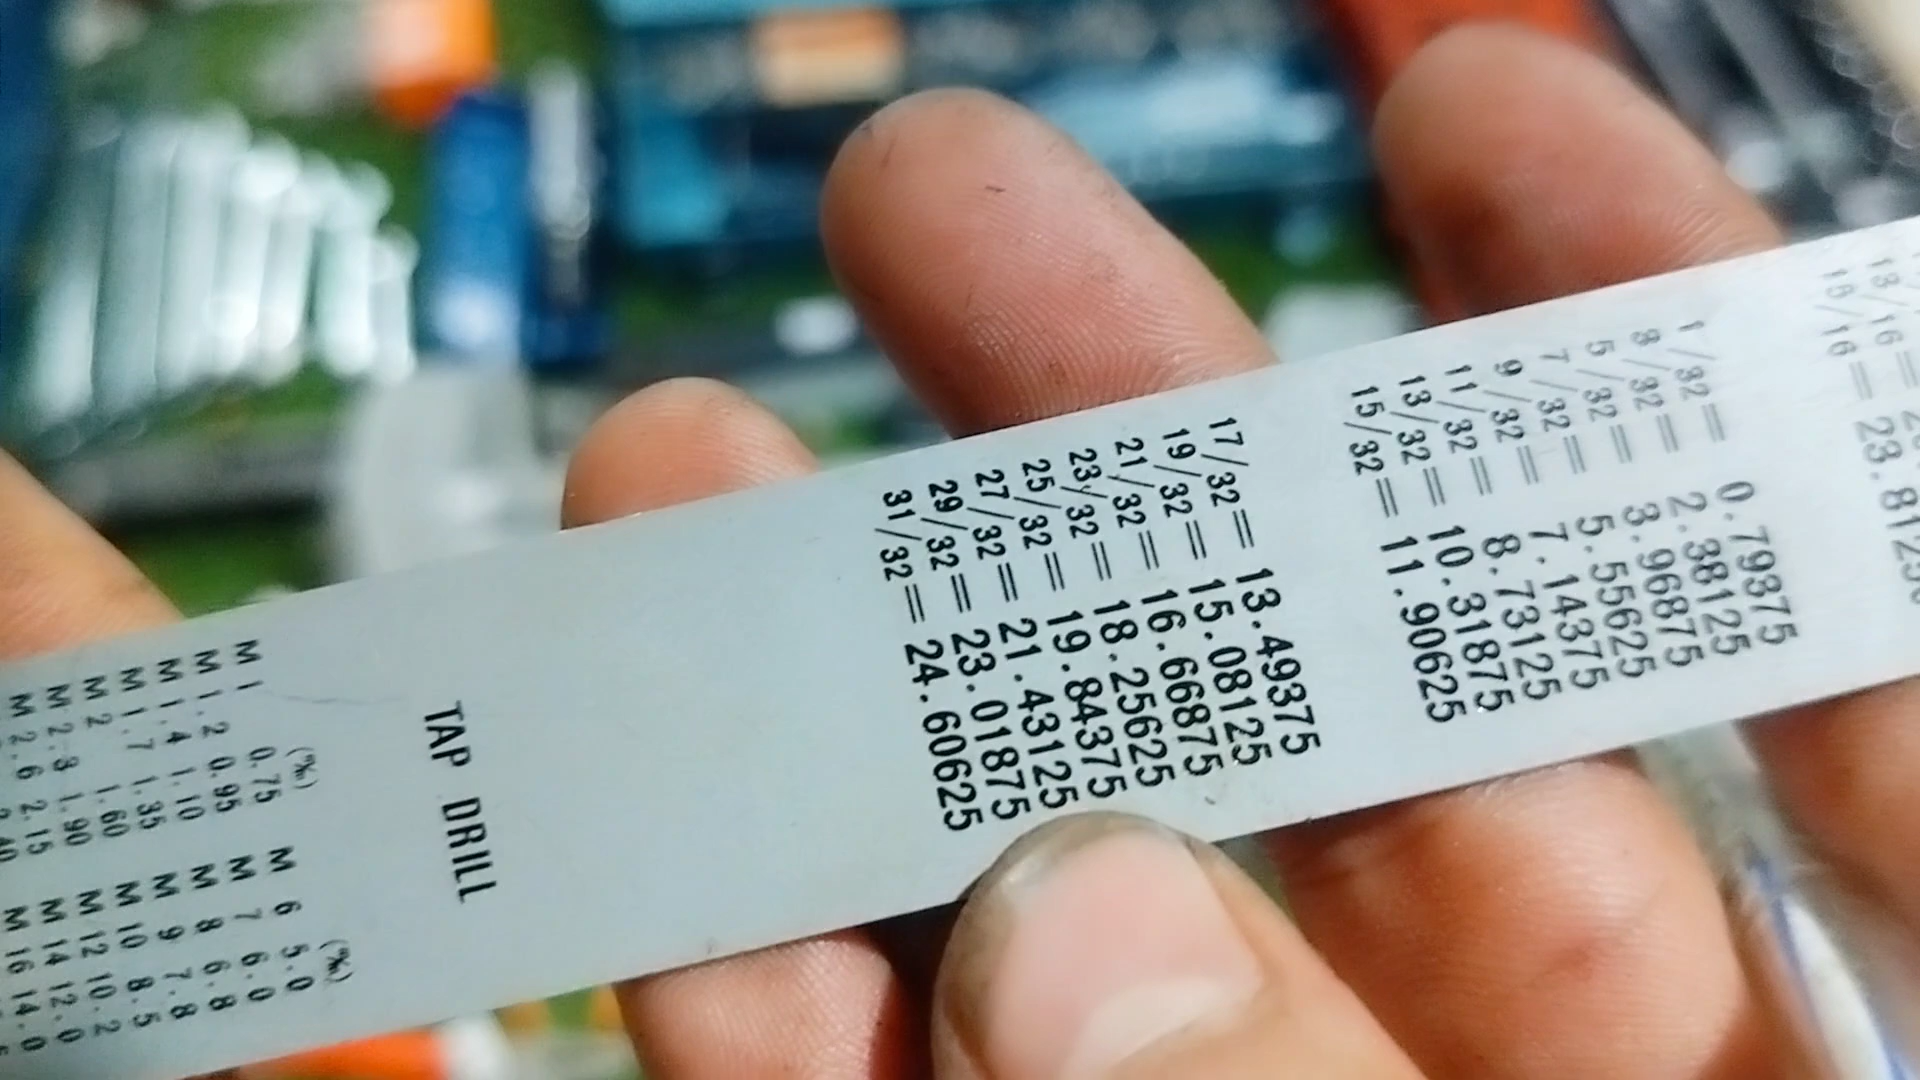 15/16= 23.8125
1/32= 0.79375
3/32= 2.38125
5/32= 3.96875
7/32= 5.55625
9/32= 7.14375
11/32= 8.73125
13/32= 10.31875
15/32= 11.90625
17/32= 13.49375
19/32= 15.08125
21/32= 16.66875
23/32= 18.25625
25/32= 19.84375
27/32= 21.43125
29/32= 23.01875
31/32= 24.60625
TAP DRILL
M 1 0.75 M 6 5.0
M 1.2 0.95 M 7 6.0
M 1.4 1.10 M 8 6.8
M 1.7 1.35 M 9 7.8
M 2 1.60 M 10 8.5
M 2.3 1.90 M 12 10.2
M 2.6 2.15 M 14 12.0
M 16 14.0